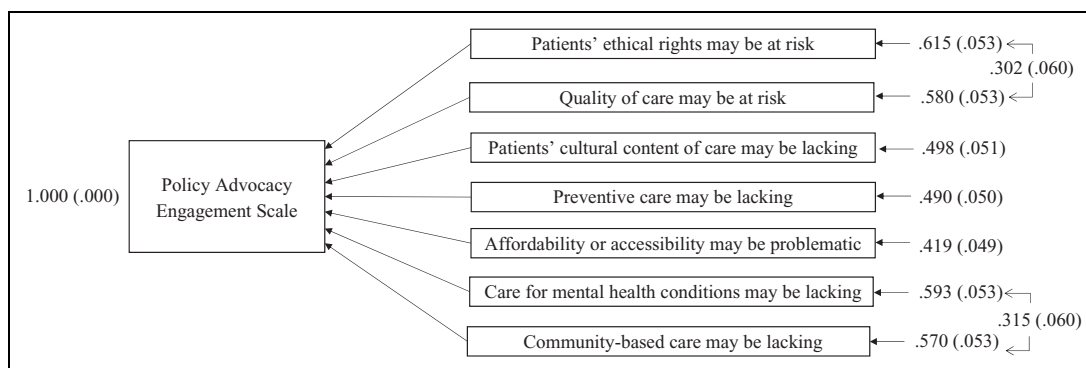 Patients’ ethical rights may be at risk
.615 (.053)
.302 (.060)
Quality of care may be at risk
.580 (.053)
Patients’ cultural content of care may be lacking
.498 (.051)
1.000 (.000)
Policy Advocacy
Engagement Scale
Preventive care may be lacking
.490 (.050)
Affordability or accessibility may be problematic
.419 (.049)
Care for mental health conditions may be lacking
.593 (.053)
.315 (.060)
Community-based care may be lacking
.570 (.053)